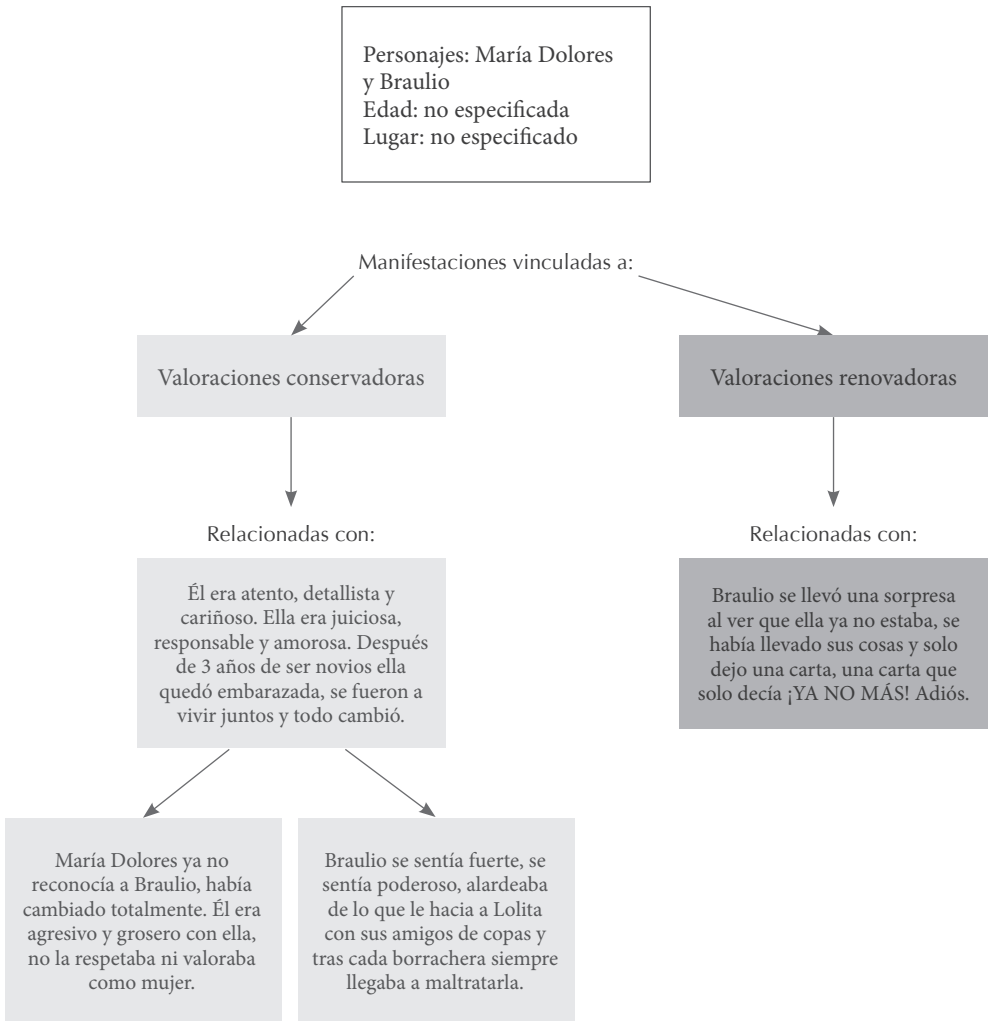 Personajes: María Dolores
y Braulio
Edad: no especificada
Lugar: no especificado
Manifestaciones vinculadas a:
Valoraciones conservadoras
Valoraciones renovadoras
Relacionadas con:
Relacionadas con:
Él era atento, detallista y
cariñoso. Ella era juiciosa,
responsable y amorosa. Después
de 3 años de ser novios ella
quedó embarazada, se fueron a
vivir juntos y todo cambió.
Braulio se llevó una sorpresa
al ver que ella ya no estaba, se
había llevado sus cosas y solo
dejo una carta, una carta que
solo decía ¡YA NO MÁS! Adiós.
María Dolores ya no
reconocía a Braulio, había
cambiado totalmente. Él era
agresivo y grosero con ella,
no la respetaba ni valoraba
como mujer.
Braulio se sentía fuerte, se
sentía poderoso, alardeaba
de lo que le hacia a Lolita
con sus amigos de copas y
tras cada borrachera siempre
llegaba a maltratarla.